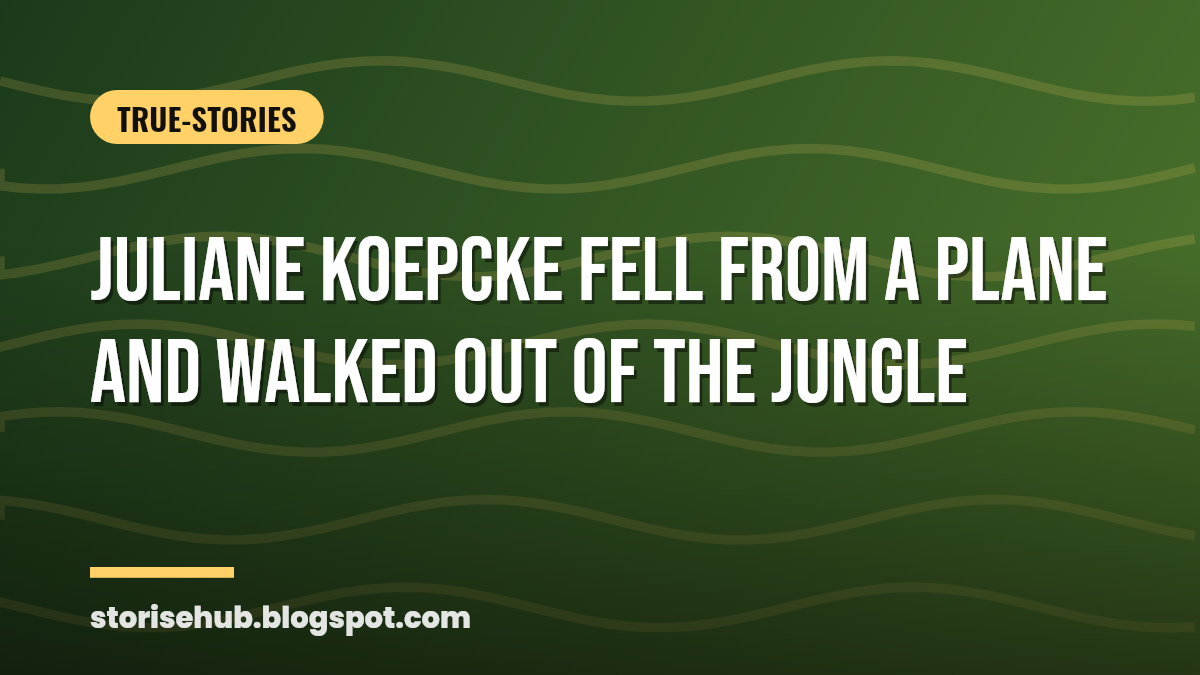 TRUE-STORIES
JULIANE KOEPCKE FELL FROM A PLANE
AND WALKED OUT OF THE JUNGLE
storisehub.blogspot.com